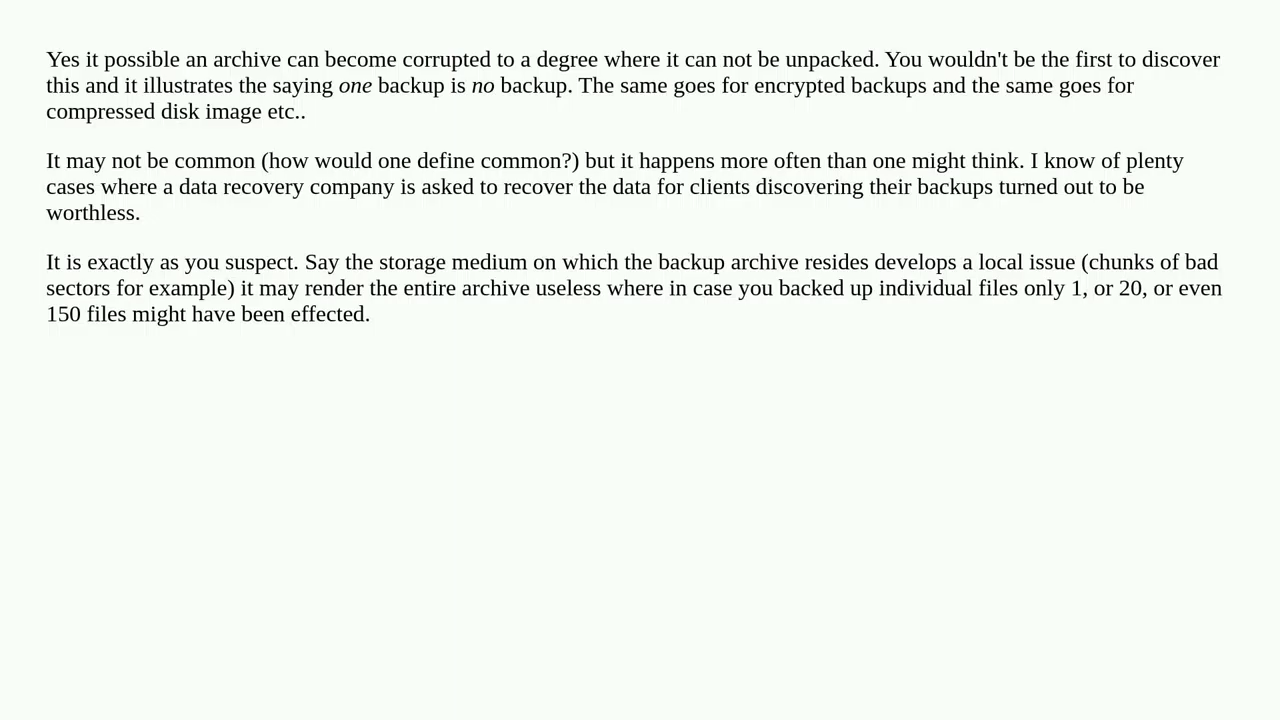 Yes it possible an archive can become corrupted to a degree where it can not be unpacked. You wouldn't be the first to discover
this and it illustrates the saying one backup is no backup. The same goes for encrypted backups and the same goes for
compressed disk image etc..
It may not be common (how would one define common?) but it happens more often than one might think. I know of plenty
cases where a data recovery company is asked to recover the data for clients discovering their backups turned out to be
worthless.
It is exactly as you suspect. Say the storage medium on which the backup archive resides develops a local issue (chunks of bad
sectors for example) it may render the entire archive useless where in case you backed up individual files only 1, or 20, or even
150 files might have been effected.